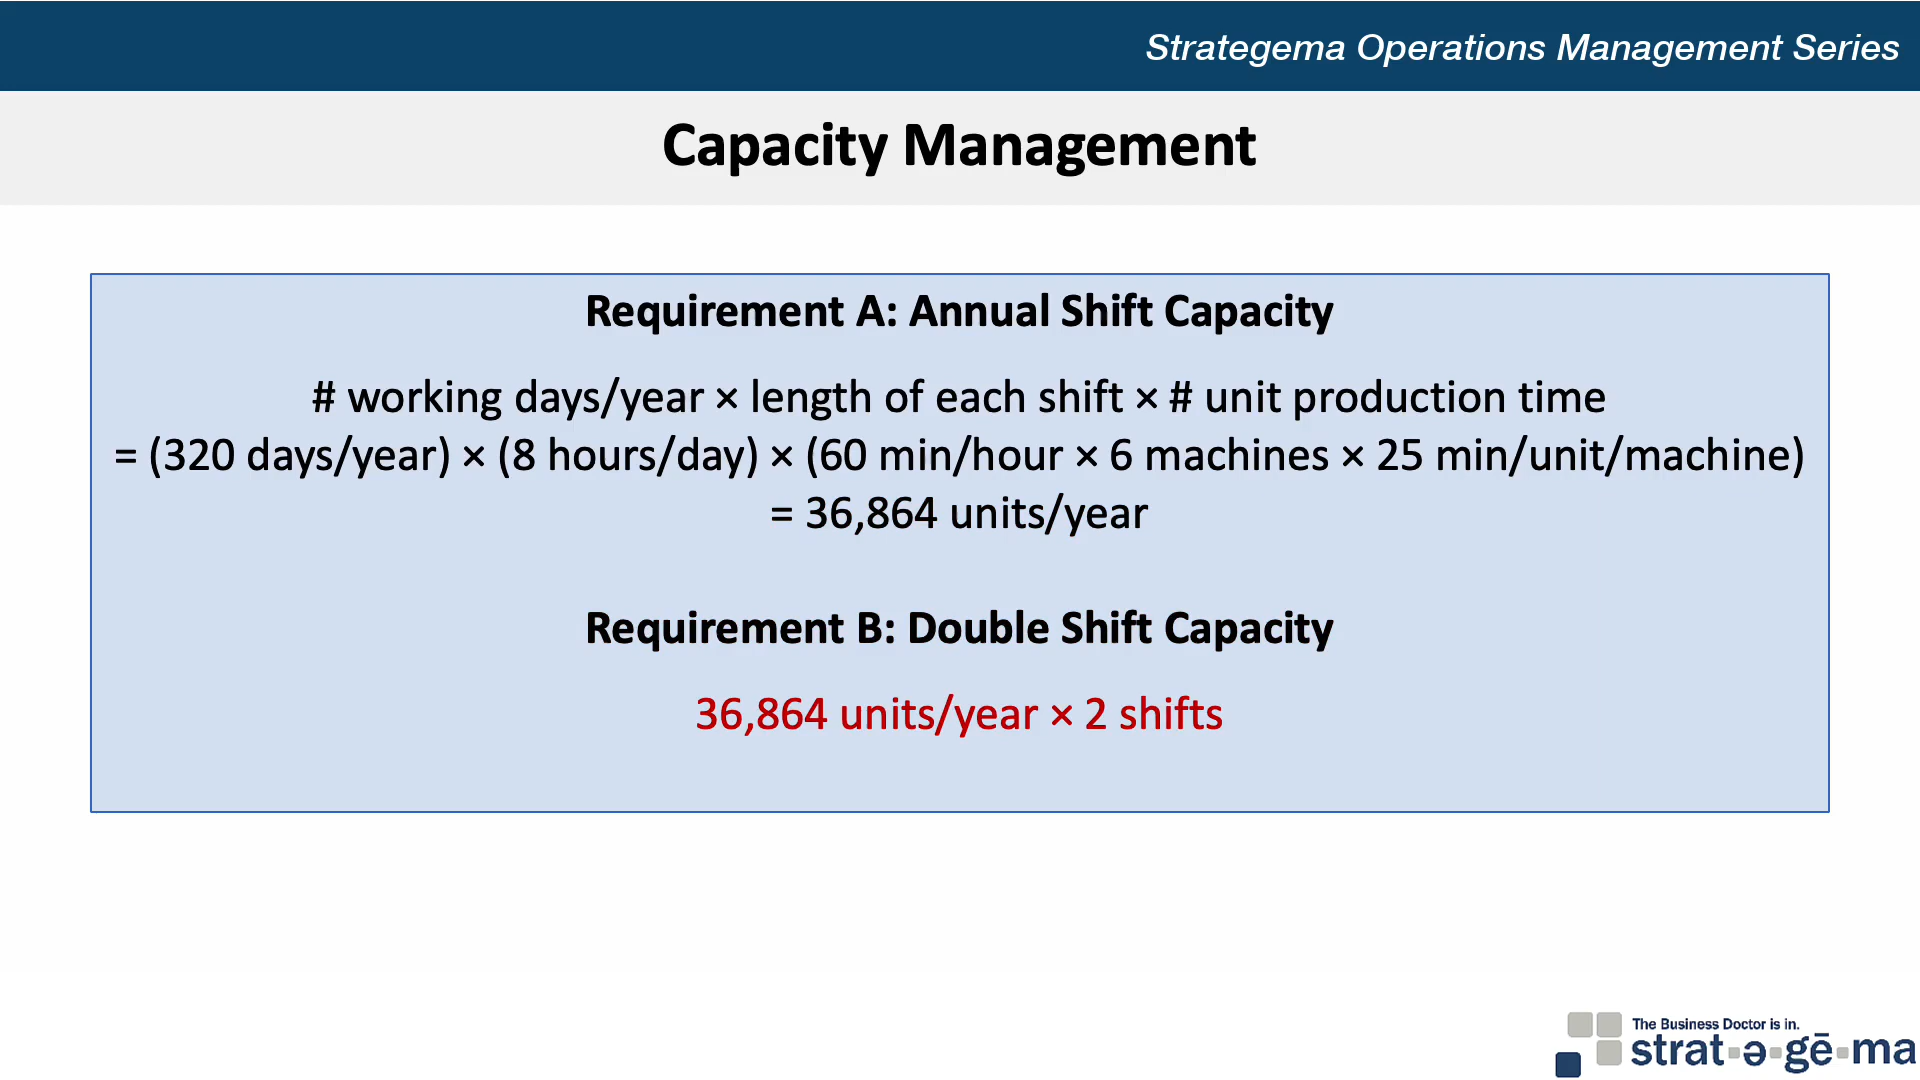 Strategema Operations Management Series
Capacity Management
Requirement A: Annual Shift Capacity
# working days/year × length of each shift × # unit production time
= (320 days/year) × (8 hours/day) × (60 min/hour × 6 machines × 25 min/unit/machine)
= 36,864 units/year
Requirement B: Double Shift Capacity
36,864 units/year × 2 shifts
The Business Doctor is in.
strat▪ə▪gē▪ma